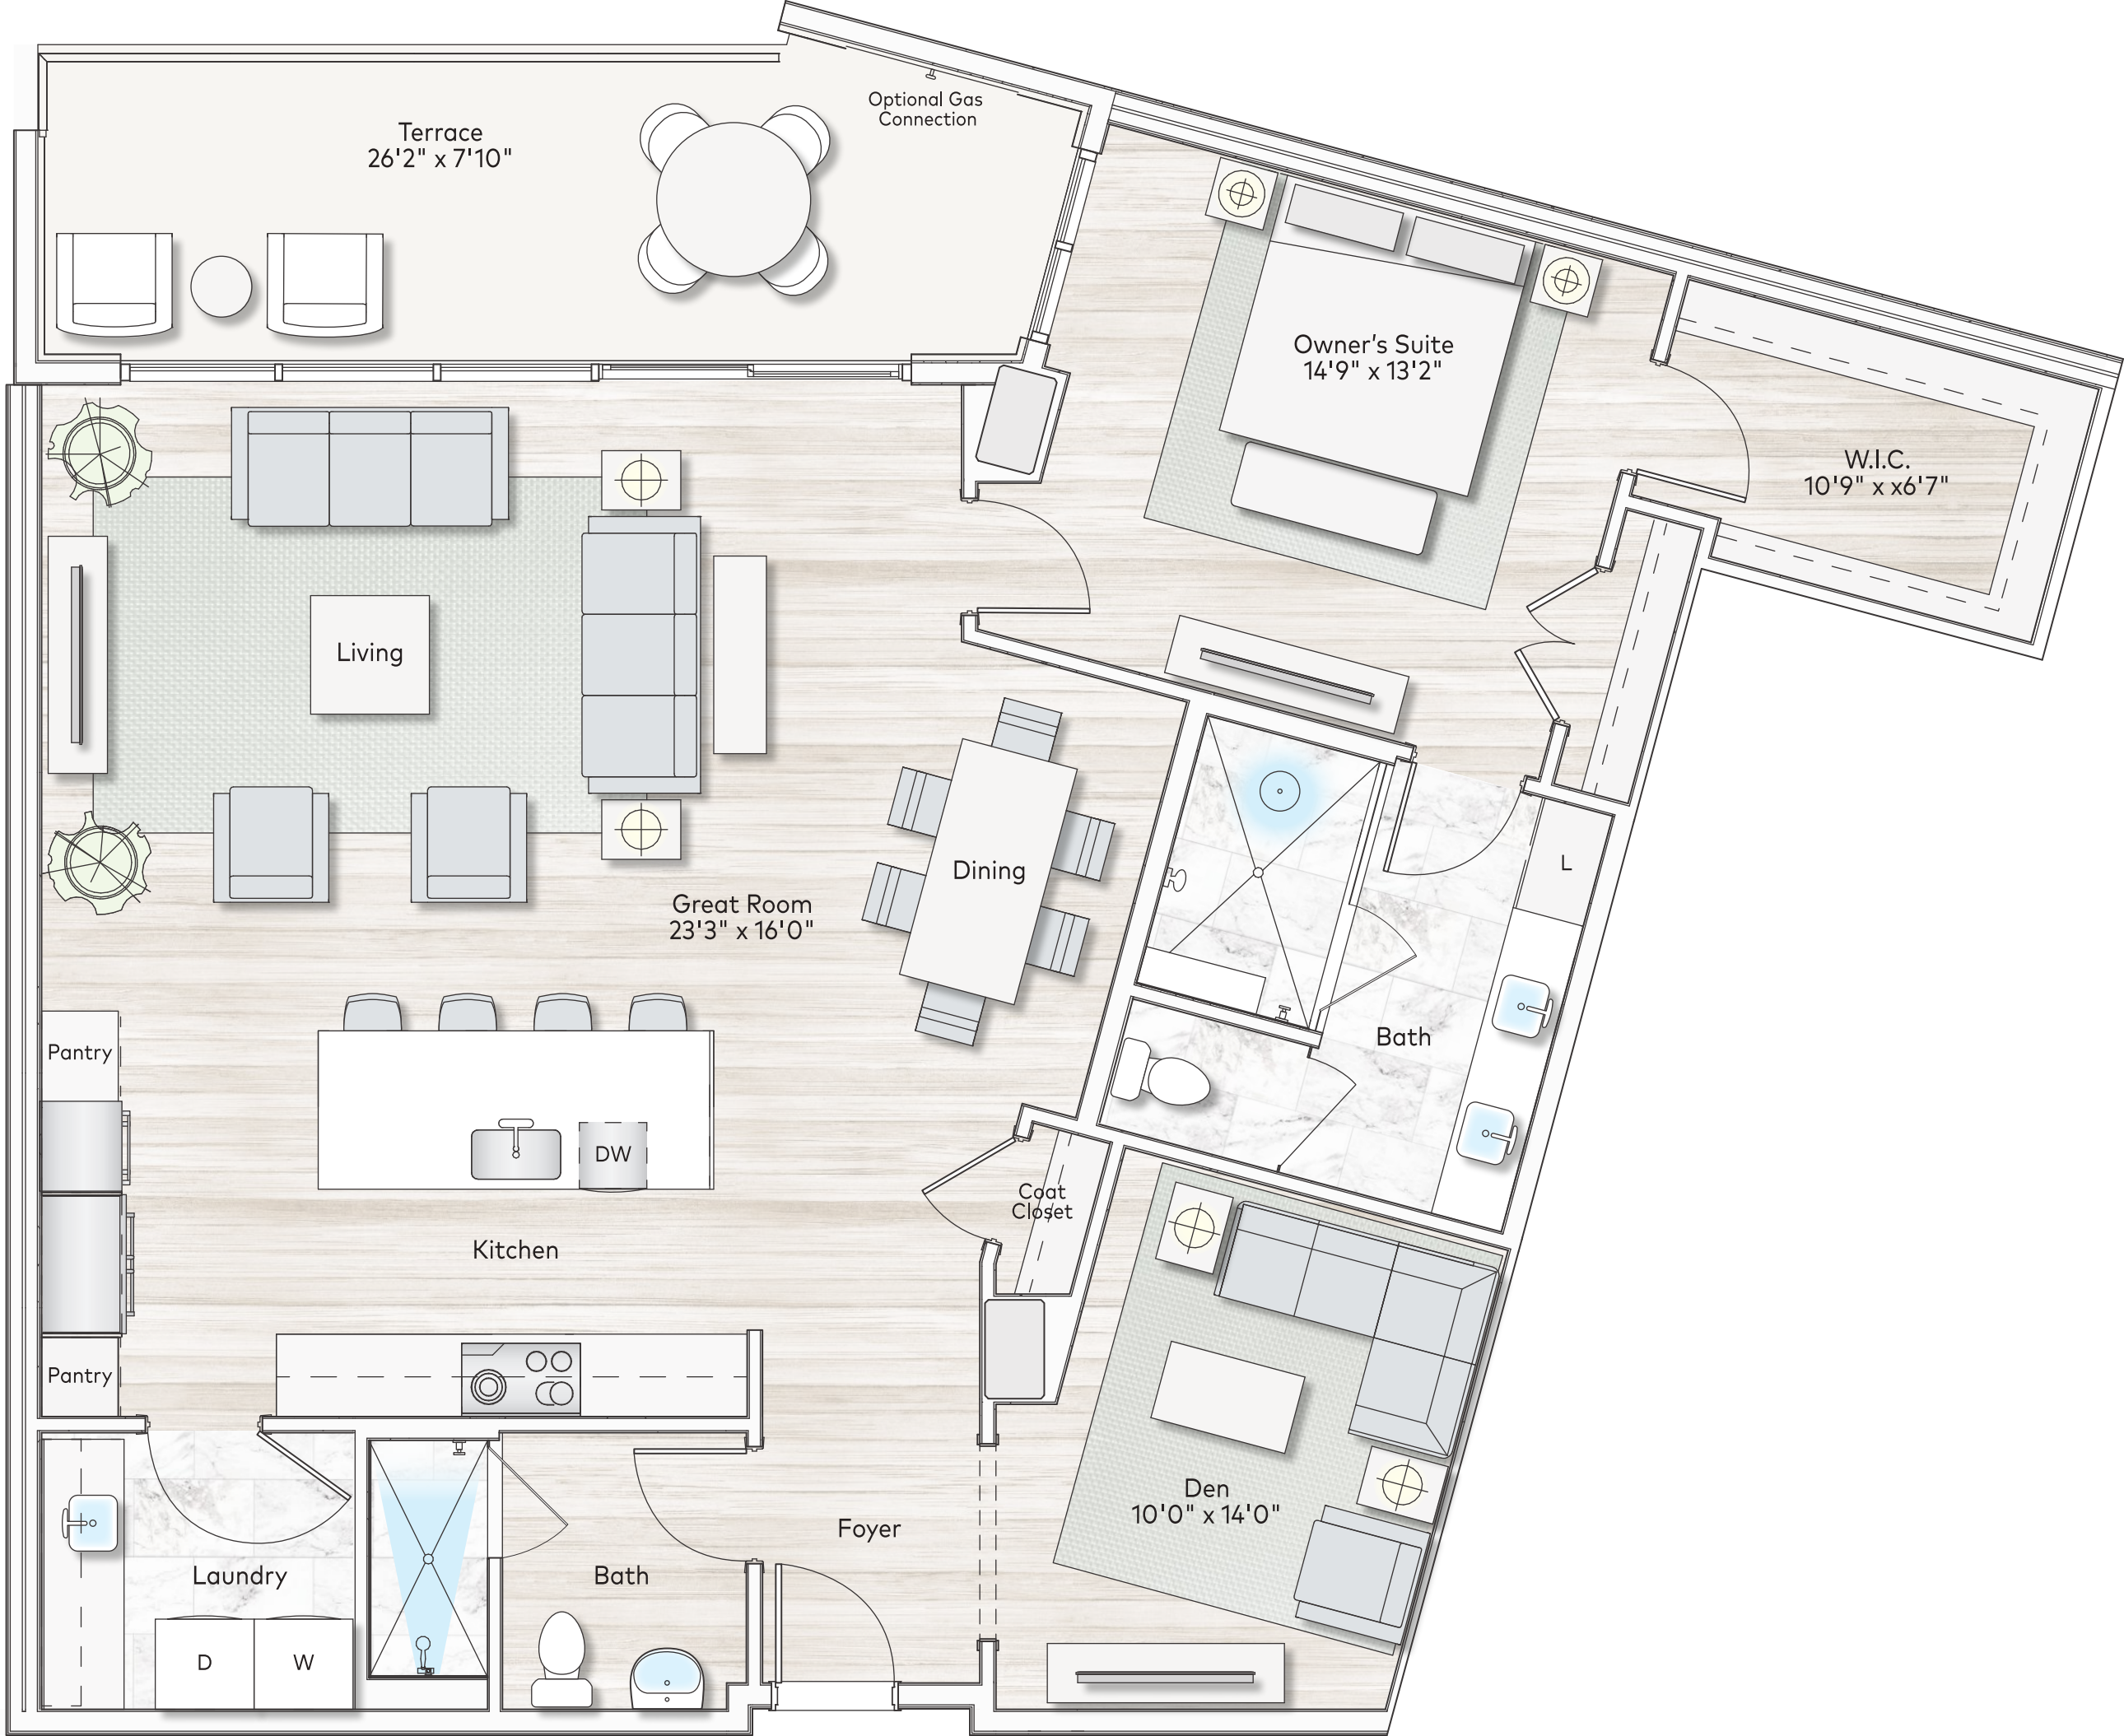 Optional Gas
Connection
Terrace
26'2" x 7'10"
Owner's Suite
14'9" x 13'2"
W.I.C.
10'9" x x6'7"
Living
Dining
L
Great Room
23'3" x 16'0"
Bath
Pantry
DW
Coat
Closet
Kitchen
Pantry
Den
10'0" x 14'0"
Foyer
Laundry
Bath
D
W